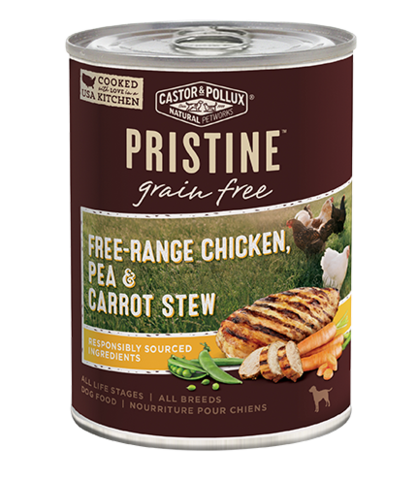 COOKED
with LOVE in a
USA KITCHEN
CASTOR & POLLUX®
NATURAL PETWORKS
PRISTINE™
grain free
FREE-RANGE CHICKEN,
PEA &
CARROT STEW
RESPONSIBLY SOURCED
INGREDIENTS
ALL LIFE STAGES | ALL BREEDS
DOG FOOD | NOURRITURE POUR CHIENS